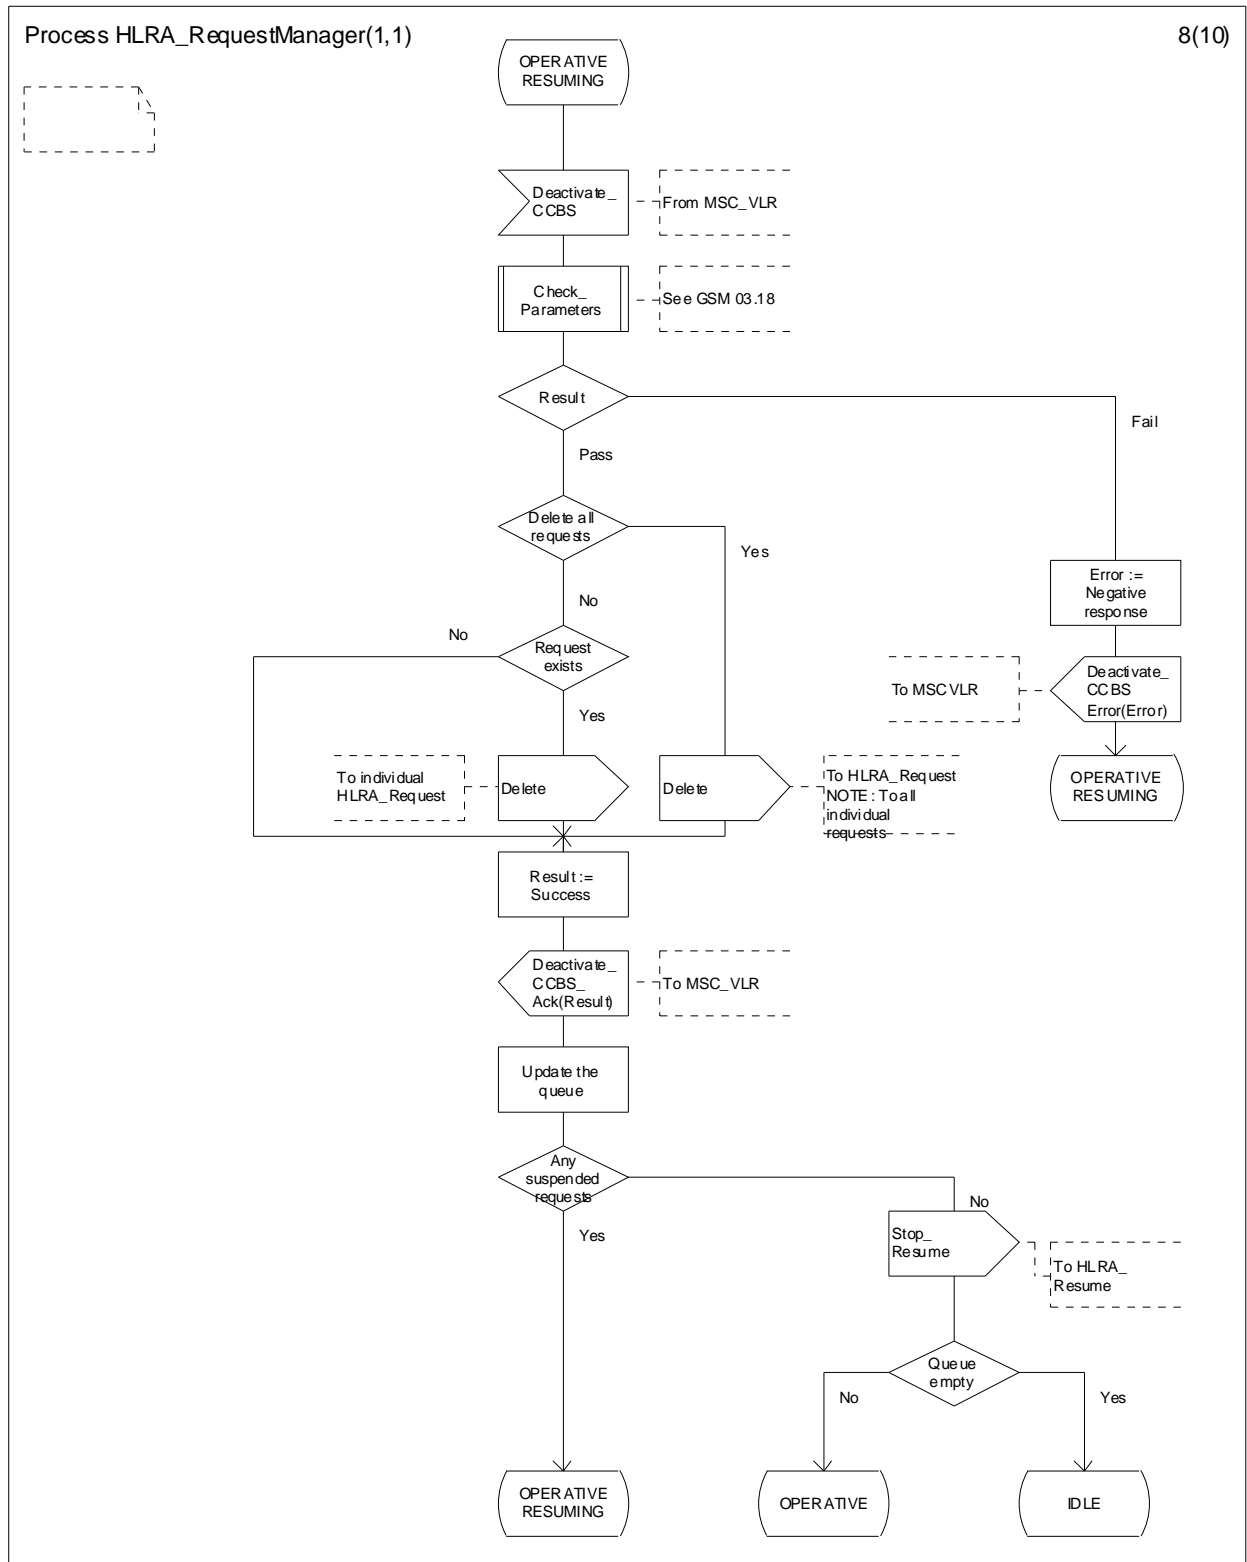 Process HLRA_RequestManager(1,1)
8(10)
OPERATIVE
RESUMING
Deactivate_
CCBS
From MSC_VLR
Check_
Parameters
See GSM 03.18
Result
Fail
Pass
Delete all
requests
Yes
No
Error :=
Negative
response
No
Request
exists
Yes
To MSCVLR
Deactivate_
CCBS
Error(Error)
To individual
HLRA_Request
Delete
Delete
To HLRA_Request
NOTE: To all
individual
requests
OPERATIVE
RESUMING
Result :=
Success
Deactivate_
CCBS_
Ack(Result)
To MSC_VLR
Update the
queue
Any
suspended
requests
No
Yes
Stop_
Resume
To HLRA_
Resume
Queue
empty
No
Yes
OPERATIVE
RESUMING
OPERATIVE
IDLE